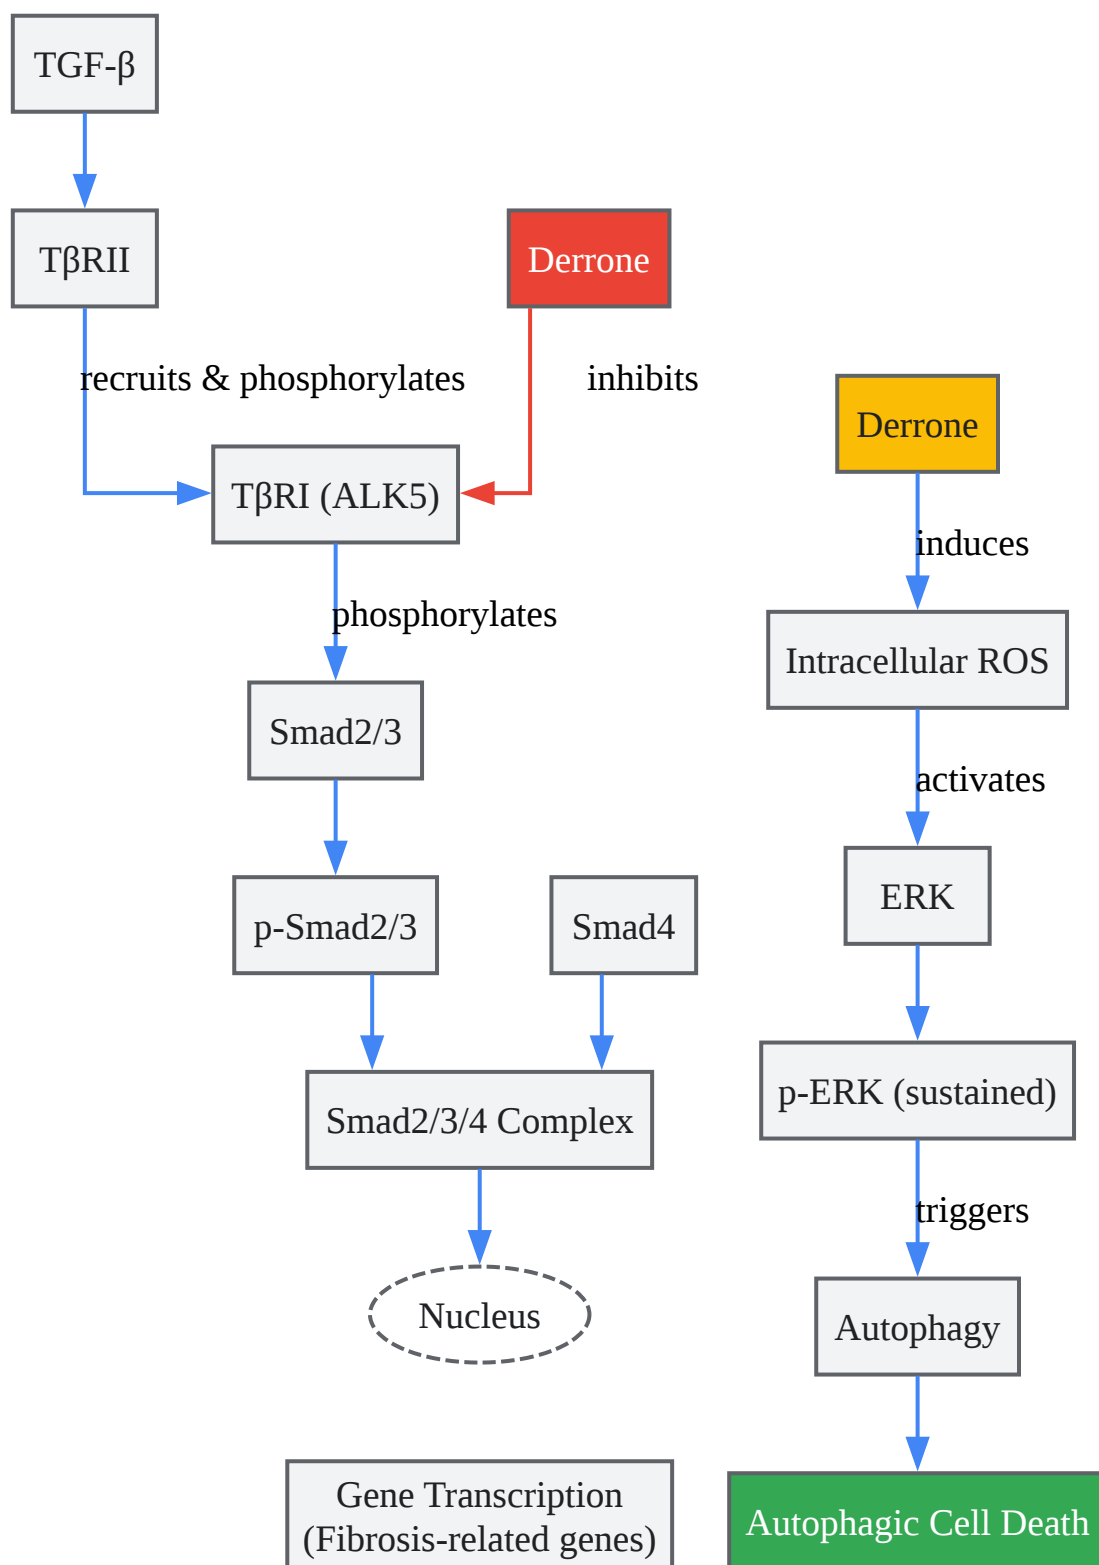 TGF-β
TβRII
Derrone
recruits & phosphorylates
inhibits
TβRI (ALK5)
phosphorylates
Smad2/3
p-Smad2/3
Smad4
Smad2/3/4 Complex
Nucleus
Gene Transcription
(Fibrosis-related genes)
Derrone
induces
Intracellular ROS
activates
ERK
p-ERK (sustained)
triggers
Autophagy
Autophagic Cell Death